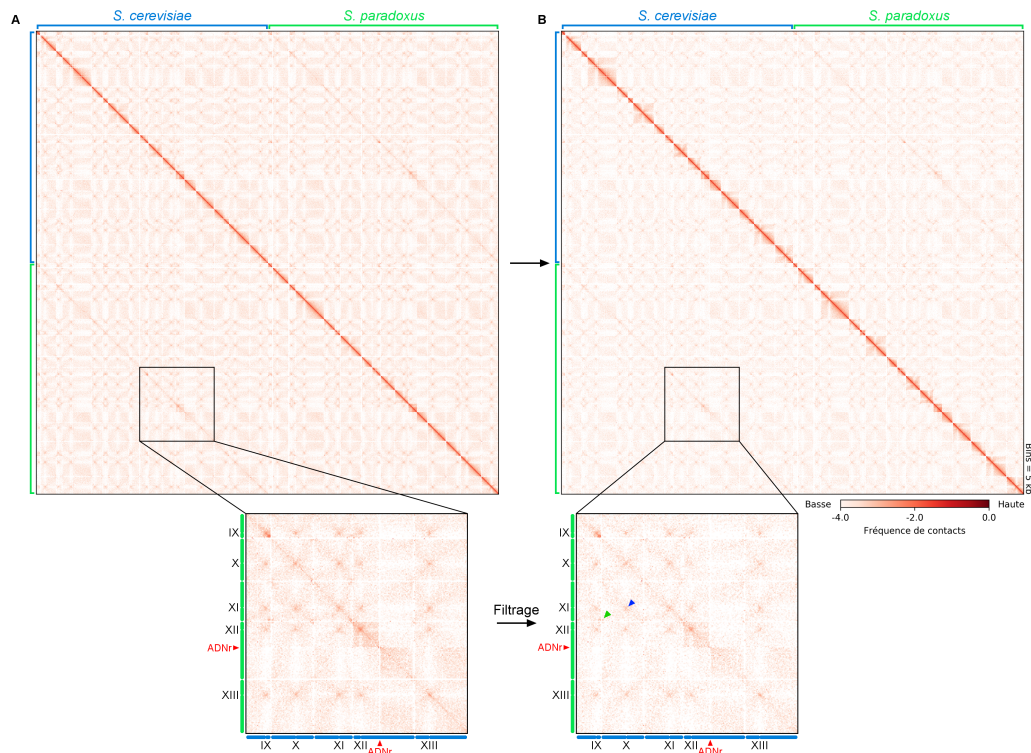 A
S. cerevisiae
S. paradoxus
B
S. cerevisiae
S. paradoxus
Bins = 5 kb
Basse
Haute
-4.0
-2.0
0.0
Fréquence de contacts
IX
X
XI
XII
ADNr
XIII
IX X XI XII XIII
ADNr
Filtrage
IX
X
XI
XII
ADNr
XIII
IX X XI XII XIII
ADNr